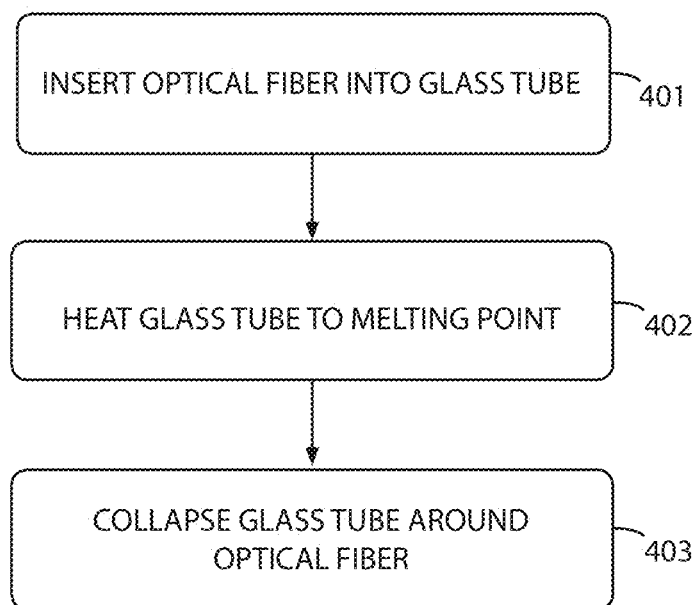 INSERT OPTICAL FIBER INTO GLASS TUBE
401
HEAT GLASS TUBE TO MELTING POINT
402
COLLAPSE GLASS TUBE AROUND
OPTICAL FIBER
403